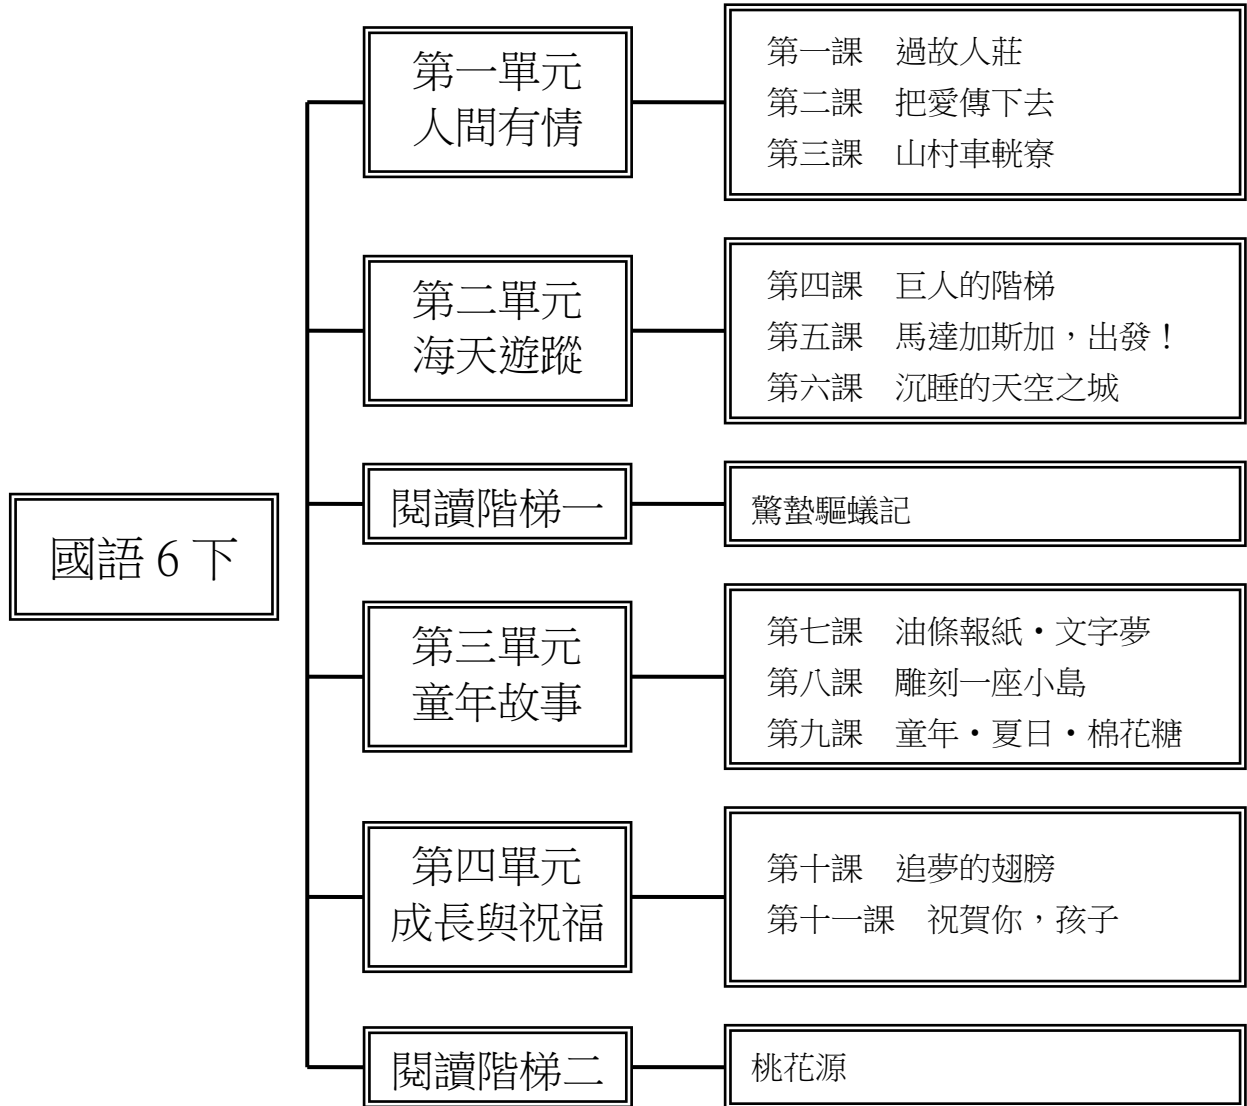 國語 6 下
第一單元
人間有情
第一課　過故人莊
第二課　把愛傳下去
第三課　山村車輄寮
第二單元
海天遊蹤
第四課　巨人的階梯
第五課　馬達加斯加，出發！
第六課　沉睡的天空之城
閱讀階梯一
驚蟄驅蟻記
第三單元
童年故事
第七課　油條報紙・文字夢
第八課　雕刻一座小島
第九課　童年・夏日・棉花糖
第四單元
成長與祝福
第十課　追夢的翅膀
第十一課　祝賀你，孩子
閱讀階梯二
桃花源